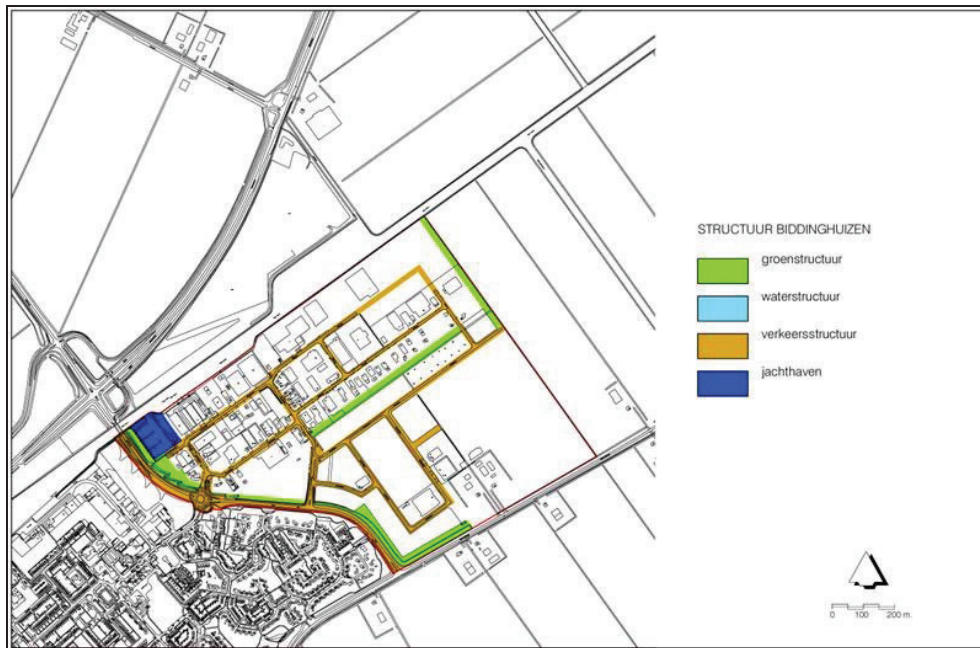 STRUCTUUR BIDDINGHUIZEN
groenstructuur
waterstructuur
verkeersstructuur
jachthaven
0 100 200 m.